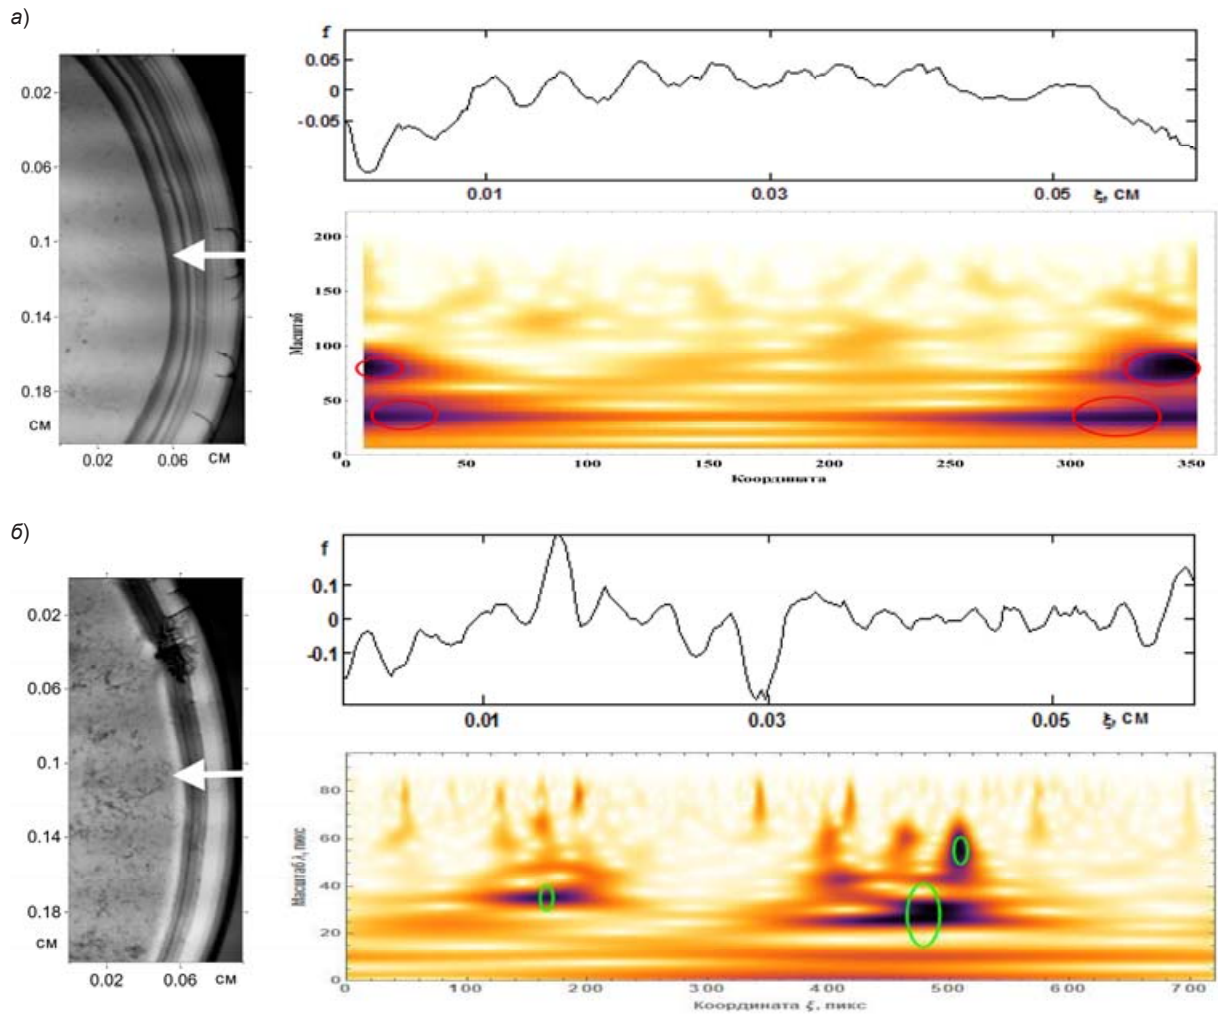 а)
0.02
0.06
0.1
0.14
0.18
СМ
0.02 0.06 СМ
f
0.05
0
-0.05
0.01 0.03 0.05 ξ, СМ
Масштаб
200
150
100
50
0
0 50 100 150 200 250 300 350
Координата
б)
0.02
0.06
0.1
0.14
0.18
СМ
0.02 0.06 СМ
f
0.1
0
-0.1
0.01 0.03 0.05 ξ, СМ
Масштаб λ, пикс
80
60
40
20
0
0 100 200 300 400 500 600 700
Координата ξ, пикс